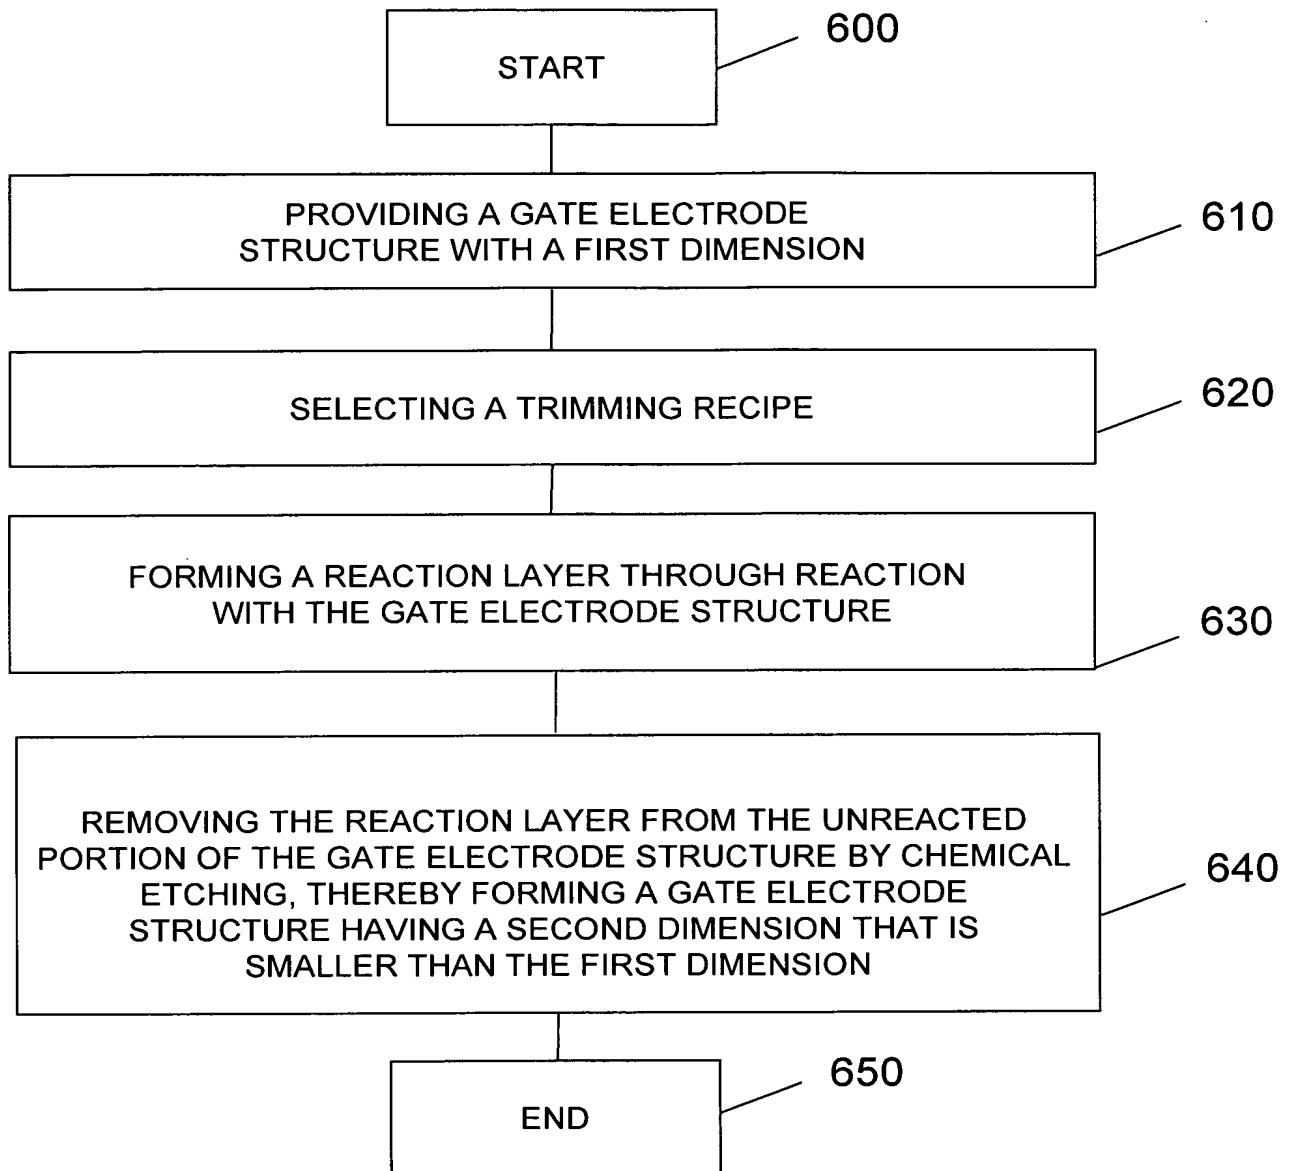 START
600
PROVIDING A GATE ELECTRODE
STRUCTURE WITH A FIRST DIMENSION
610
SELECTING A TRIMMING RECIPE
620
FORMING A REACTION LAYER THROUGH REACTION
WITH THE GATE ELECTRODE STRUCTURE
630
REMOVING THE REACTION LAYER FROM THE UNREACTED
PORTION OF THE GATE ELECTRODE STRUCTURE BY CHEMICAL
ETCHING, THEREBY FORMING A GATE ELECTRODE
STRUCTURE HAVING A SECOND DIMENSION THAT IS
SMALLER THAN THE FIRST DIMENSION
640
END
650